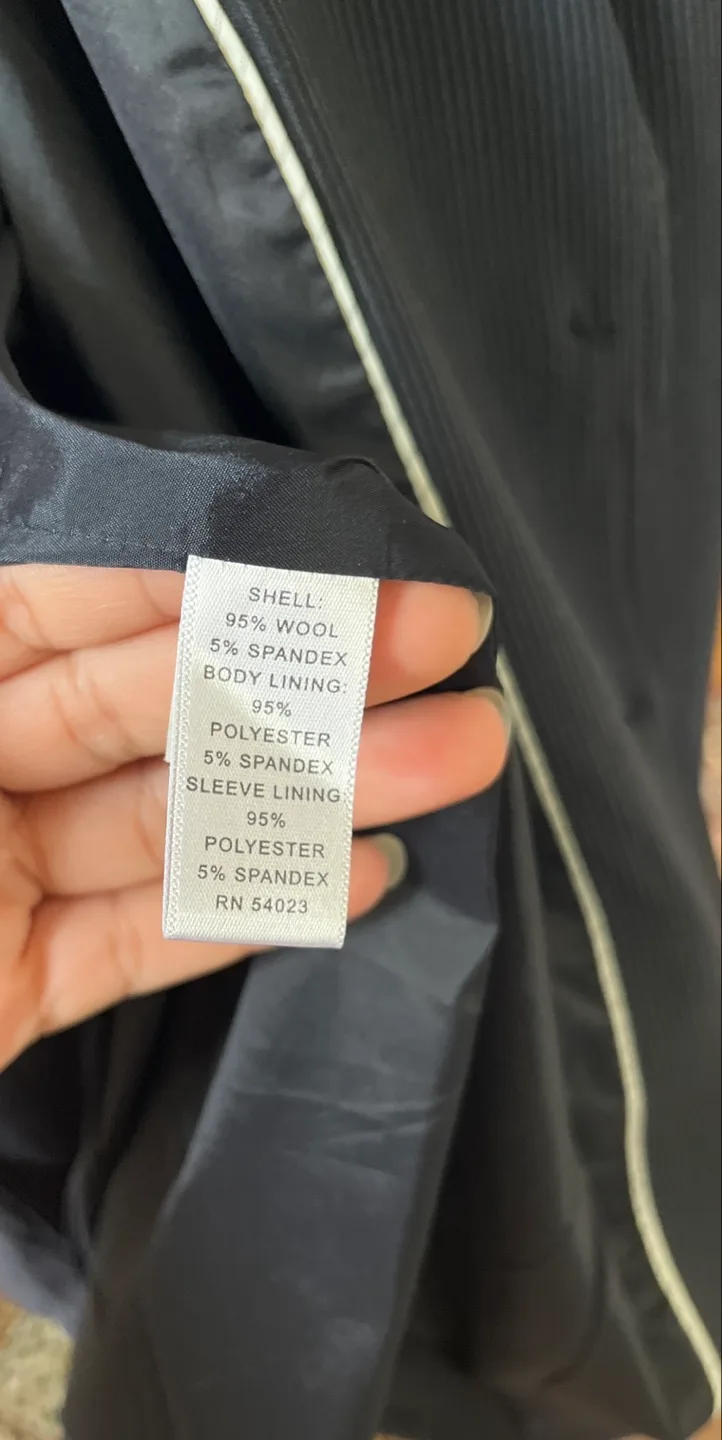 SHELL:
95% WOOL
5% SPANDEX
BODY LINING:
95%
POLYESTER
5% SPANDEX
SLEEVE LINING:
95%
POLYESTER
5% SPANDEX
RN 54023